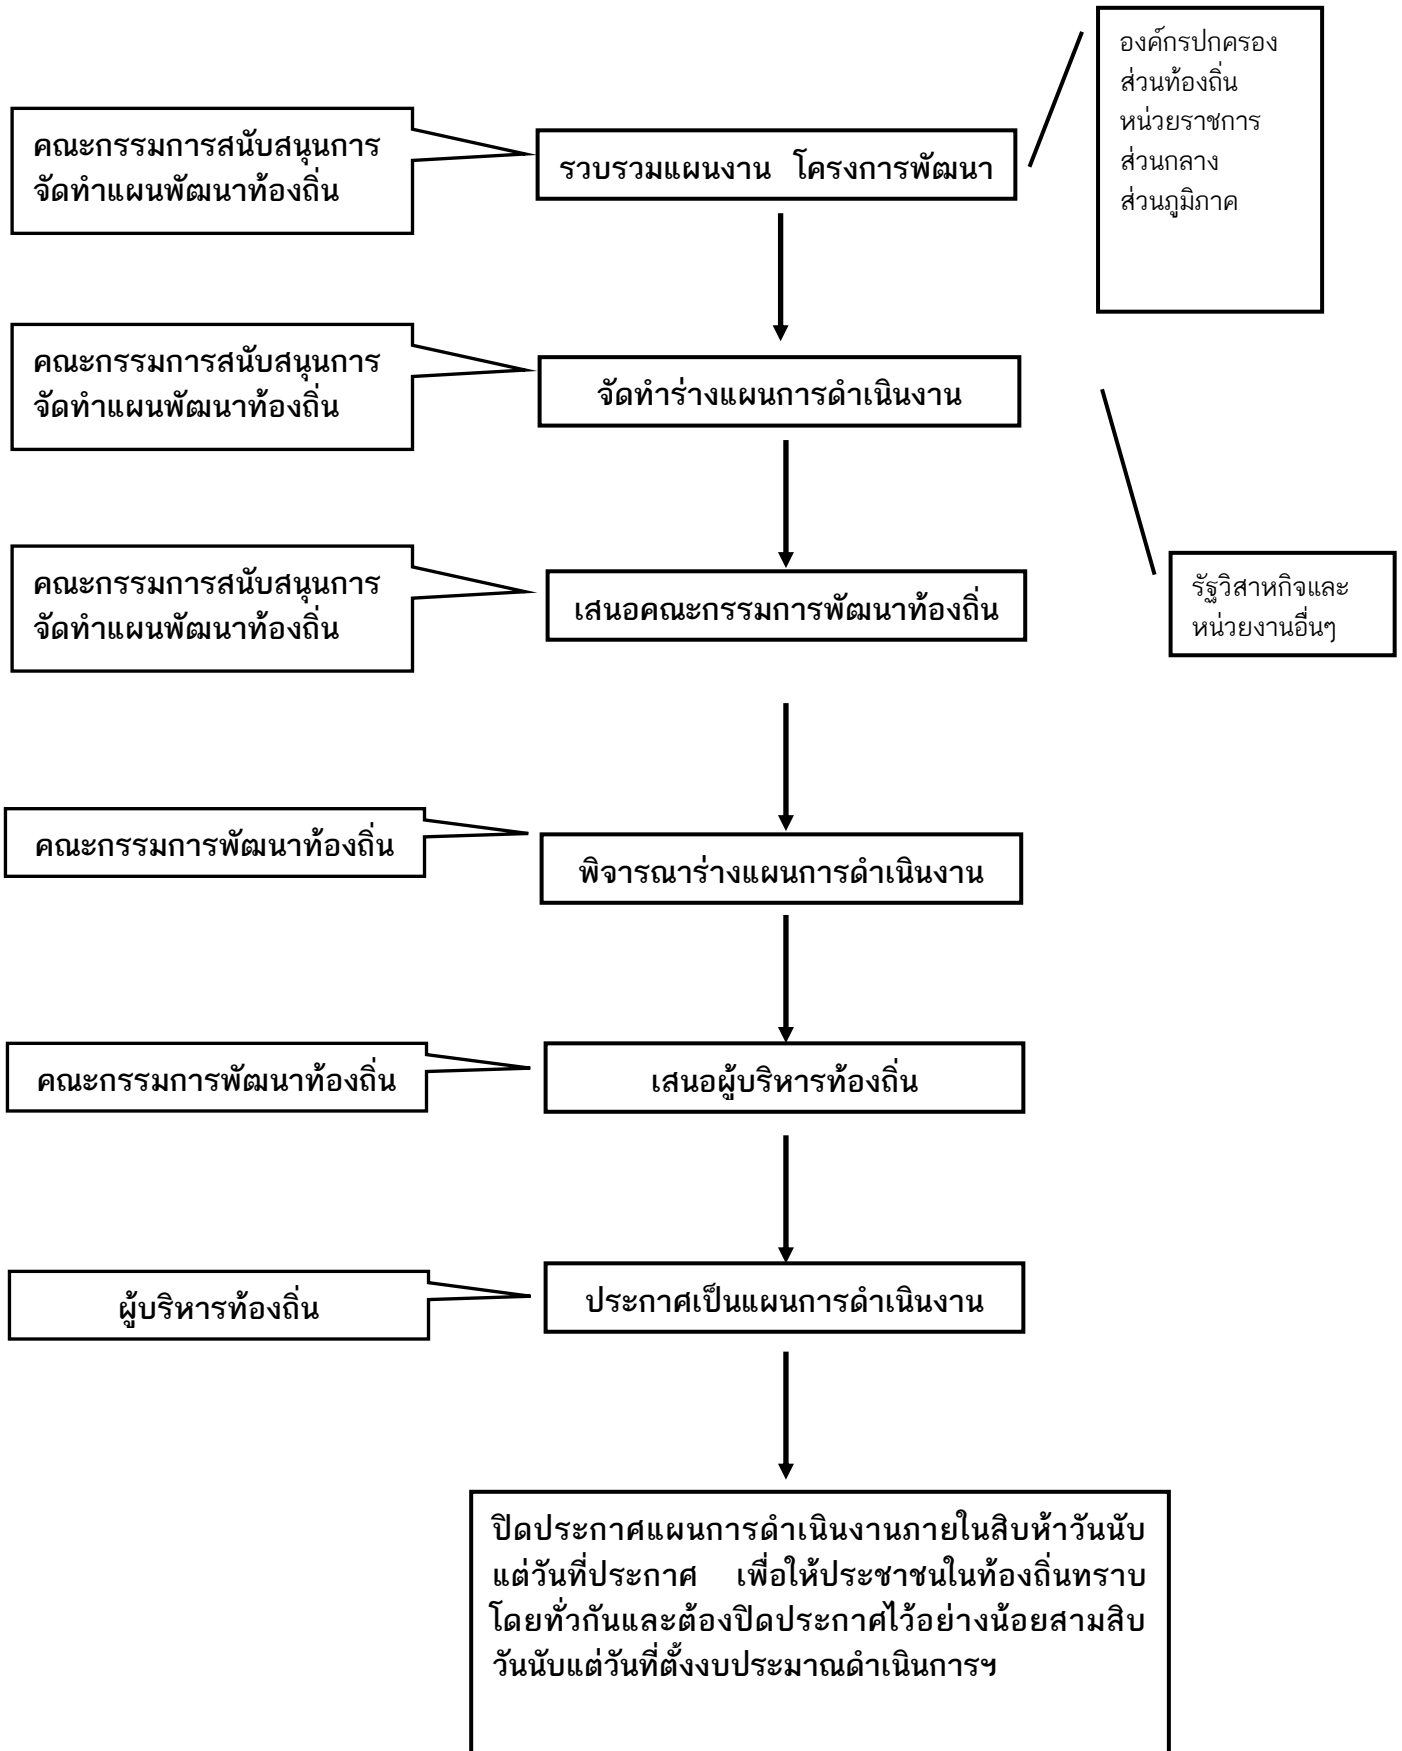 องค์กรปกครอง
ส่วนท้องถิ่น
หน่วยราชการ
ส่วนกลาง
ส่วนภูมิภาค
คณะกรรมการสนับสนุนการ
จัดทำแผนพัฒนาท้องถิ่น
รวบรวมแผนงาน โครงการพัฒนา
คณะกรรมการสนับสนุนการ
จัดทำแผนพัฒนาท้องถิ่น
จัดทำร่างแผนการดำเนินงาน
คณะกรรมการสนับสนุนการ
จัดทำแผนพัฒนาท้องถิ่น
เสนอคณะกรรมการพัฒนาท้องถิ่น
รัฐวิสาหกิจและ
หน่วยงานอื่นๆ
คณะกรรมการพัฒนาท้องถิ่น
พิจารณาร่างแผนการดำเนินงาน
คณะกรรมการพัฒนาท้องถิ่น
เสนอผู้บริหารท้องถิ่น
ผู้บริหารท้องถิ่น
ประกาศเป็นแผนการดำเนินงาน
ปิดประกาศแผนการดำเนินงานภายในสิบห้าวันนับ
แต่วันที่ประกาศ เพื่อให้ประชาชนในท้องถิ่นทราบ
โดยทั่วกันและต้องปิดประกาศไว้อย่างน้อยสามสิบ
วันนับแต่วันที่ตั้งงบประมาณดำเนินการฯ